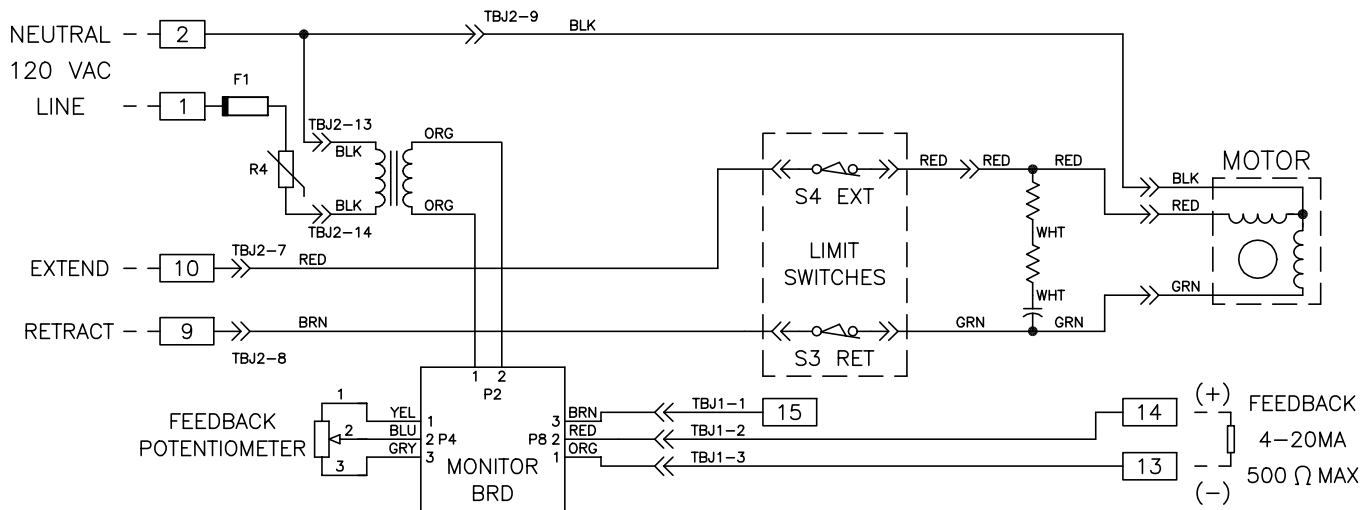 NEUTRAL
2
TBJ2-9
BLK
120 VAC
LINE
1
F1
R4
TBJ2-13
BLK
ORG
BLK
TBJ2-14
ORG
EXTEND
10
TBJ2-7
RED
RETRACT
9
BRN
TBJ2-8
S4 EXT
LIMIT
SWITCHES
S3 RET
RED
RED
RED
WHT
WHT
GRN
GRN
MOTOR
BLK
RED
GRN
1 2
P2
FEEDBACK
POTENTIOMETER
1
2
3
YEL
BLU
GRY
1
2 P4
3
MONITOR
BRD
3
P8 2
1
BRN
RED
ORG
TBJ1-1
TBJ1-2
TBJ1-3
15
14
13
(+)
(-)
FEEDBACK
4-20MA
500 Ω MAX